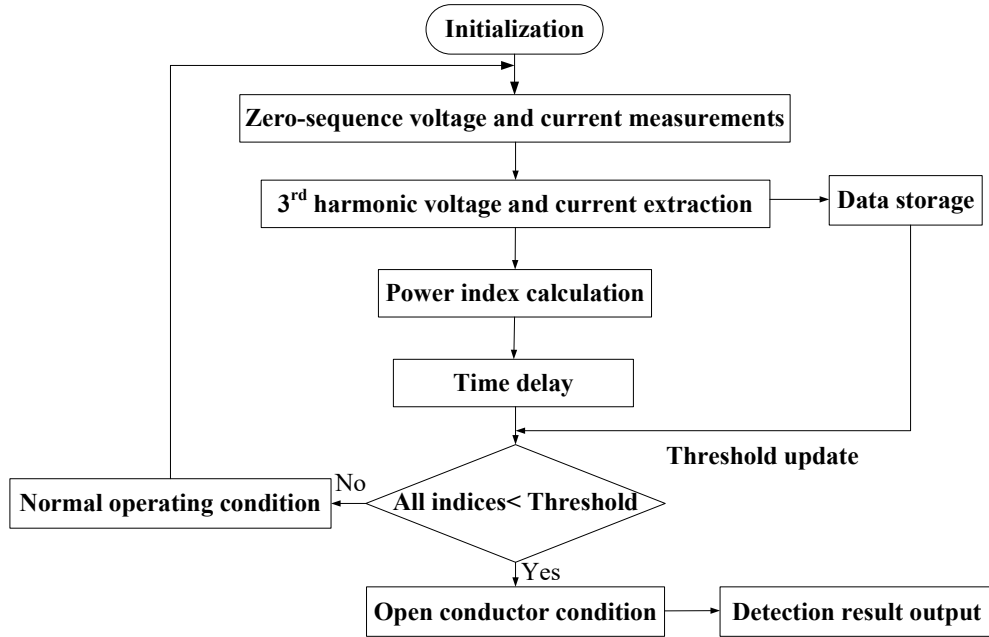 Initialization
Zero-sequence voltage and current measurements
3rd harmonic voltage and current extraction
Data storage
Power index calculation
Time delay
Threshold update
All indices< Threshold
No
Normal operating condition
Yes
Open conductor condition
Detection result output